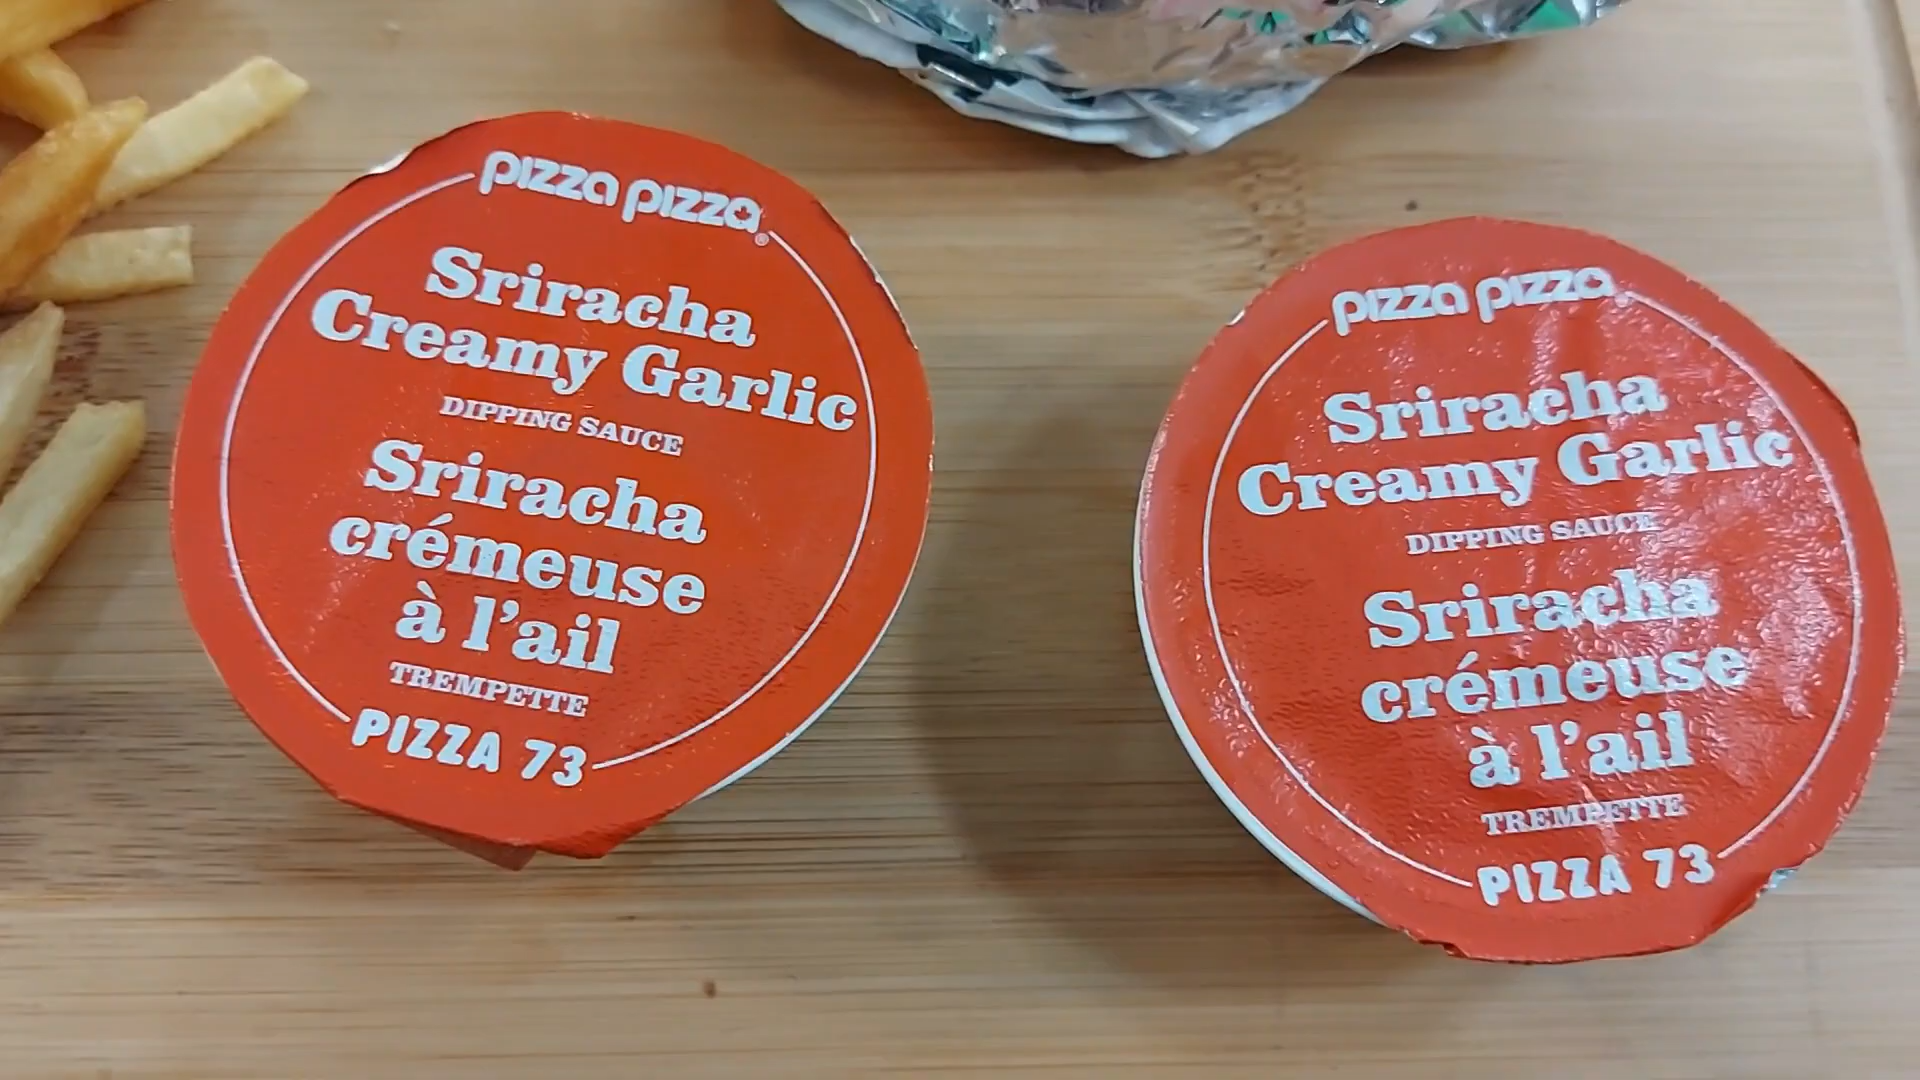 pizza pizza
Sriracha
Creamy Garlic
DIPPING SAUCE
Sriracha
crémeuse
à l'ail
TREMPETTE
PIZZA 73
pizza pizza
Sriracha
Creamy Garlic
DIPPING SAUCE
Sriracha
crémeuse
à l'ail
TREMPETTE
PIZZA 73